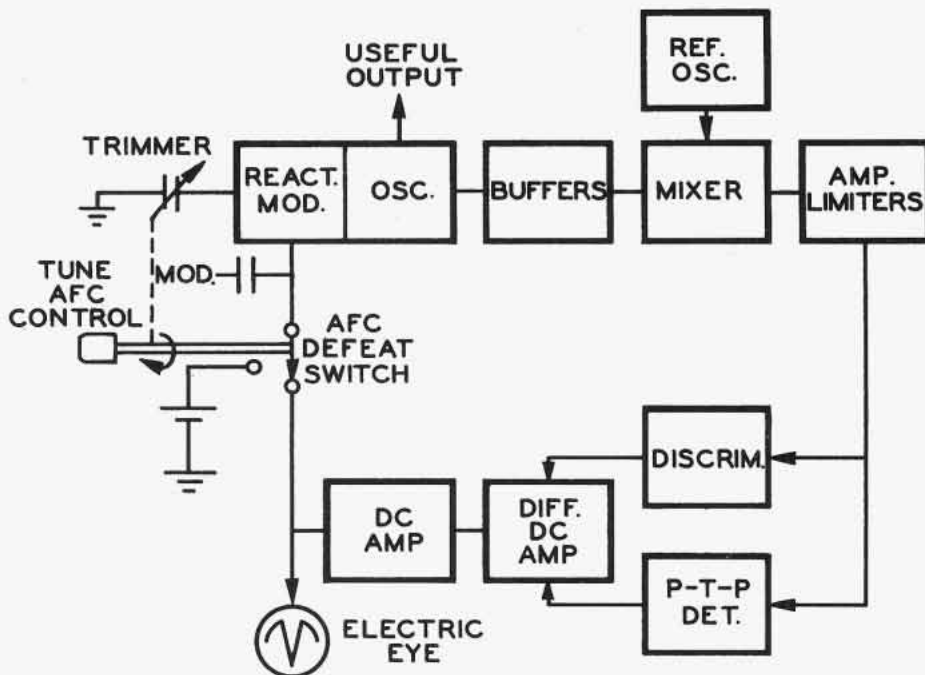 USEFUL
OUTPUT
REF.
OSC.
TRIMMER
REACT.
MOD.
OSC.
BUFFERS
MIXER
AMP.
LIMITERS
MOD.
TUNE
AFC
CONTROL
AFC
DEFEAT
SWITCH
DISCRIM.
DC
AMP
DIFF.
DC
AMP
P-T-P
DET.
ELECTRIC
EYE